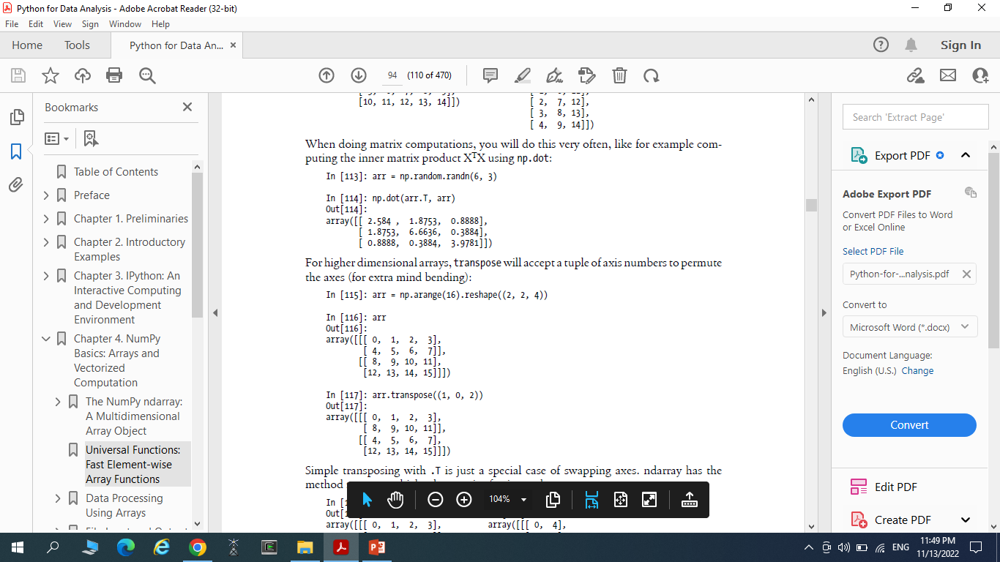 Python for Data Analysis - Adobe Acrobat Reader (32-bit)
File Edit View Sign Window Help
Home Tools Python for Data An... × Sign In
94 (110 of 470)
Bookmarks
Table of Contents
Preface
Chapter 1. Preliminaries
Chapter 2. Introductory
Examples
Chapter 3. IPython: An
Interactive Computing
and Development
Environment
Chapter 4. NumPy
Basics: Arrays and
Vectorized
Computation
The NumPy ndarray:
A Multidimensional
Array Object
Universal Functions:
Fast Element-wise
Array Functions
Data Processing
Using Arrays
[10, 11, 12, 13, 14]]) [ 2, 7, 12],
[ 3, 8, 13],
[ 4, 9, 14]])
When doing matrix computations, you will do this very often, like for example com-
puting the inner matrix product XᵀX using np.dot:
In [113]: arr = np.random.randn(6, 3)
In [114]: np.dot(arr.T, arr)
Out[114]:
array([[ 2.584 , 1.8753, 0.8888],
[ 1.8753, 6.6636, 0.3884],
[ 0.8888, 0.3884, 3.9781]])
For higher dimensional arrays, transpose will accept a tuple of axis numbers to permute
the axes (for extra mind bending):
In [115]: arr = np.arange(16).reshape((2, 2, 4))
In [116]: arr
Out[116]:
array([[[ 0, 1, 2, 3],
[ 4, 5, 6, 7]],
[[ 8, 9, 10, 11],
[12, 13, 14, 15]]])
In [117]: arr.transpose((1, 0, 2))
Out[117]:
array([[[ 0, 1, 2, 3],
[ 8, 9, 10, 11]],
[[ 4, 5, 6, 7],
[12, 13, 14, 15]]])
Simple transposing with .T is just a special case of swapping axes. ndarray has the
method
In [
Out[
array([[[ 0, 1, 2, 3], array([[[ 0, 4],
104%
Search 'Extract Page'
Export PDF
Adobe Export PDF
Convert PDF Files to Word
or Excel Online
Select PDF File
Python-for-...nalysis.pdf
Convert to
Microsoft Word (*.docx)
Document Language:
English (U.S.) Change
Convert
Edit PDF
Create PDF
ENG
11:49 PM
11/13/2022